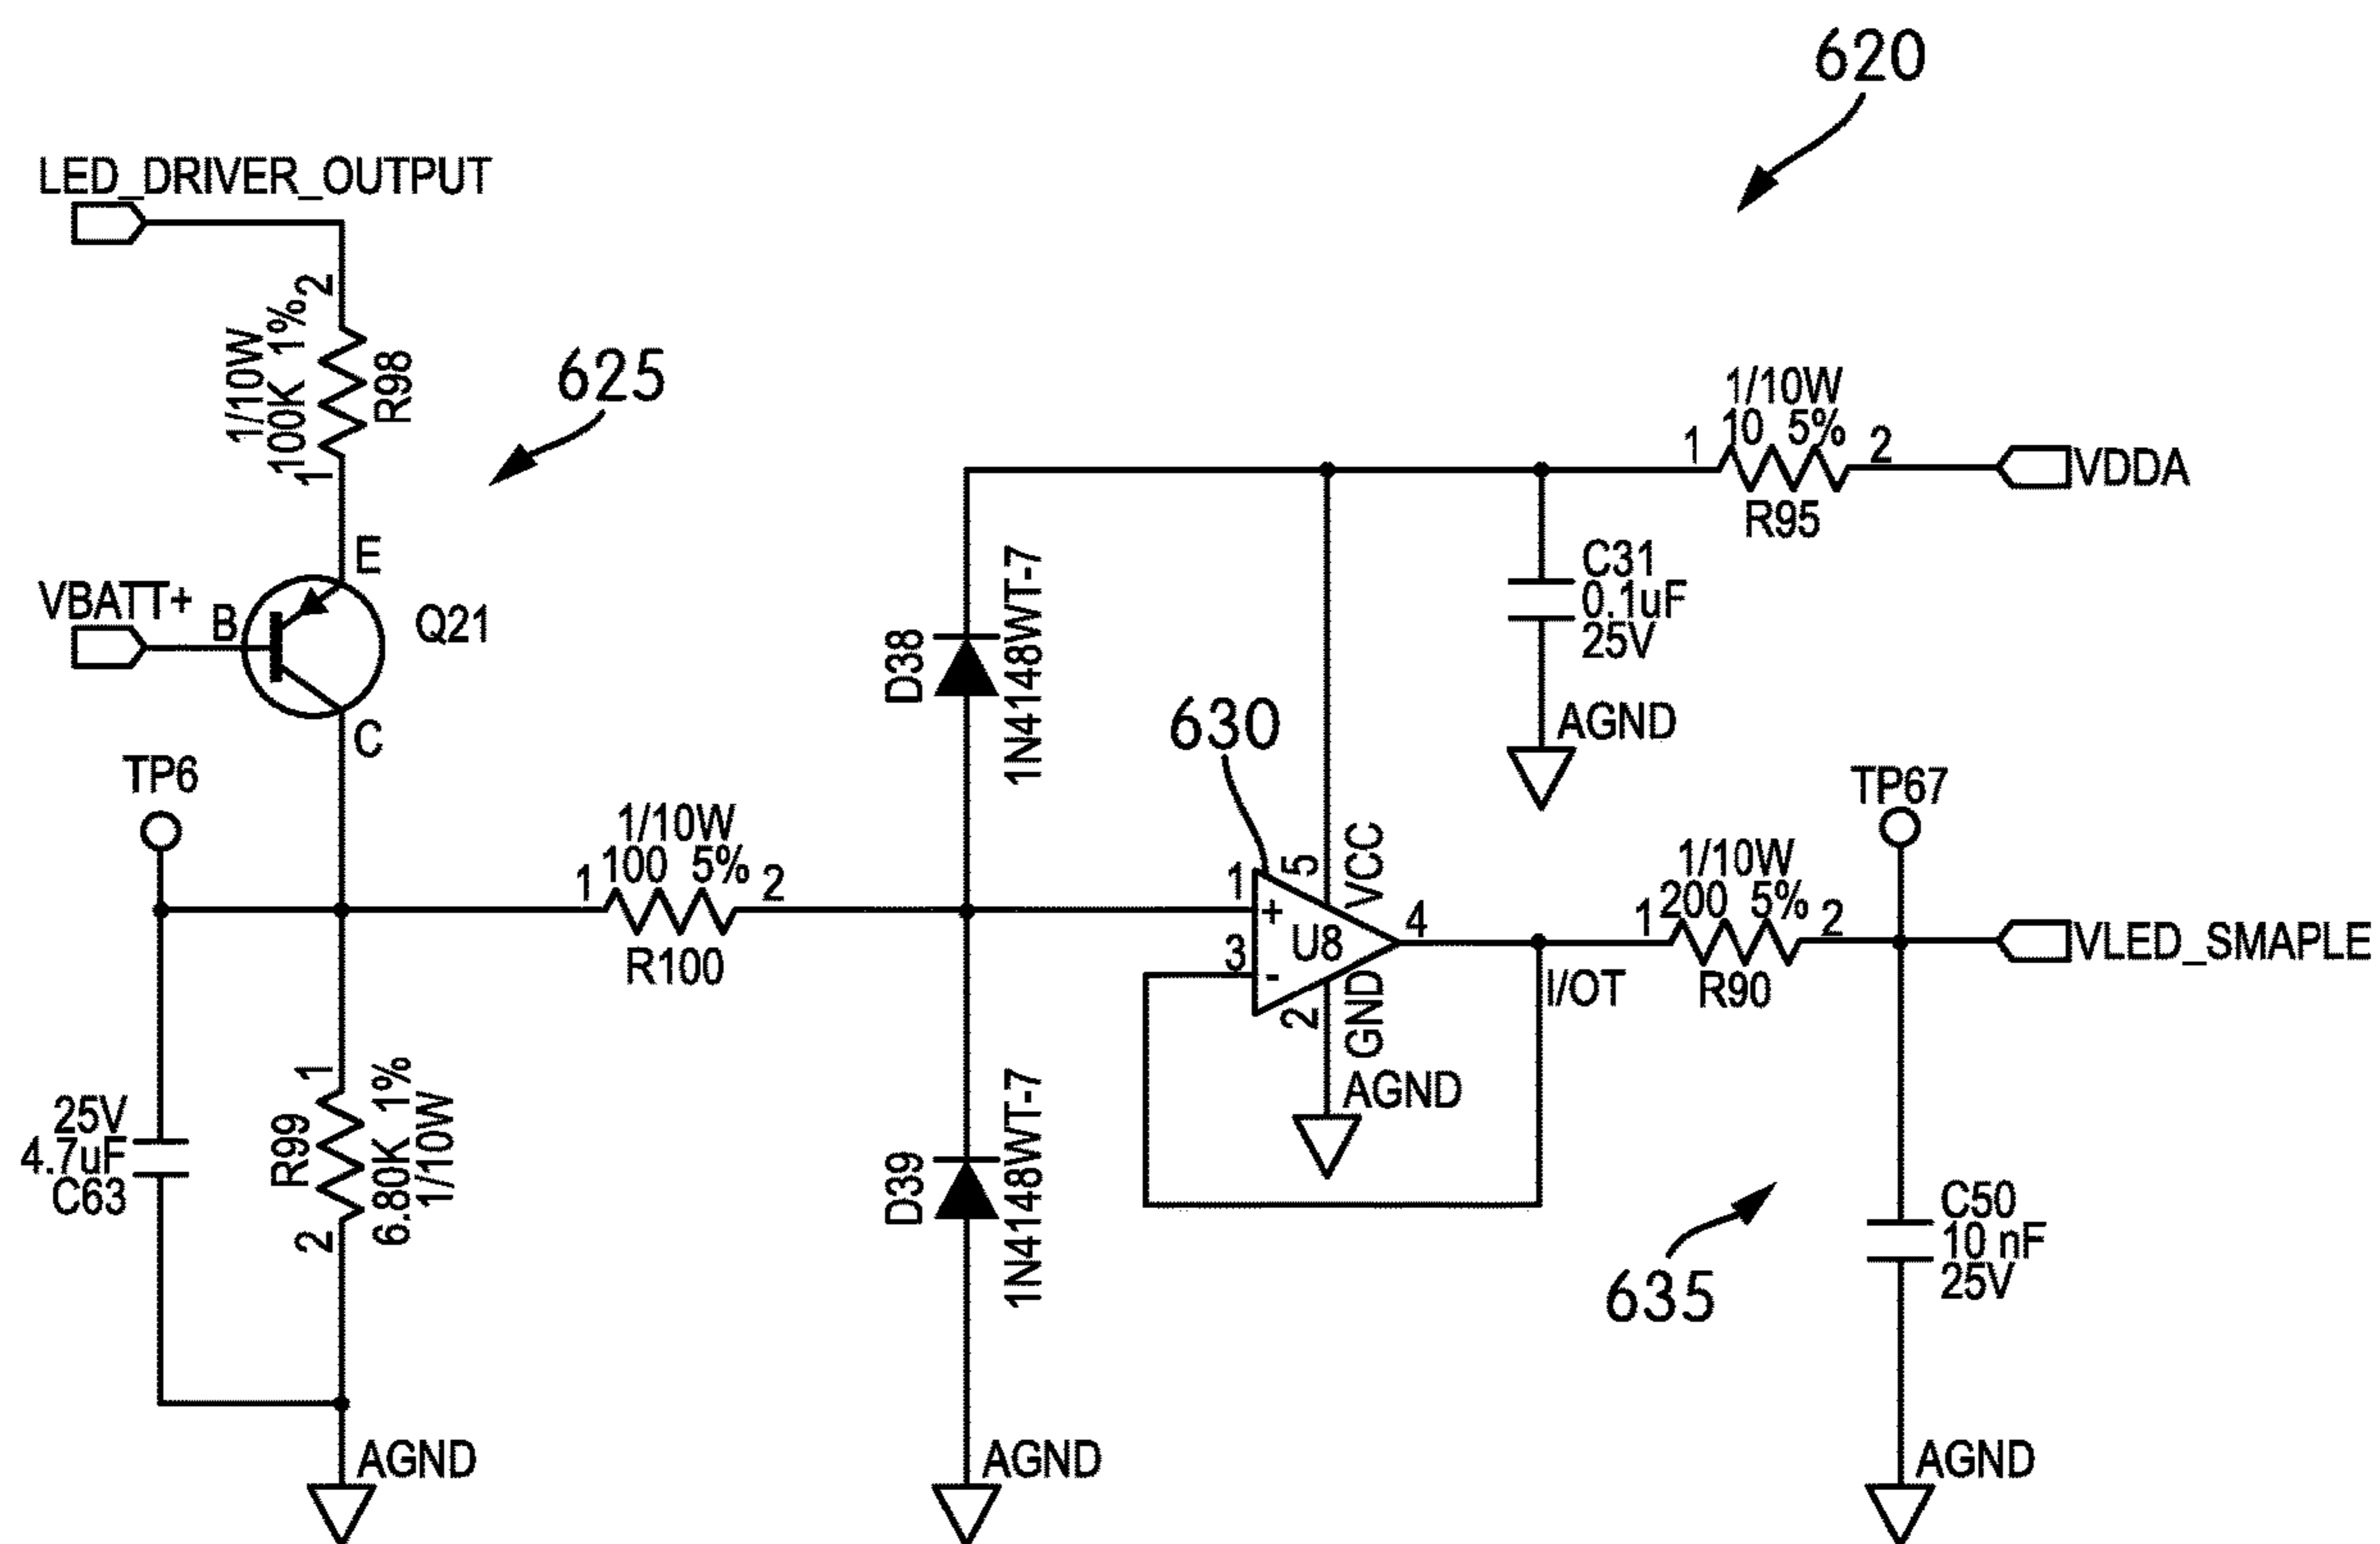 620
LED_DRIVER_OUTPUT
2
1/10W
100K 1%
R98
1
625
E
VBATT+
B
Q21
C
TP6
1/10W
1 100 5% 2
R100
25V
4.7uF
C63
1
R99
6.80K 1%
1/10W
2
AGND
D38
1N4148WT-7
D39
1N4148WT-7
AGND
630
1
+
3
-
U8
5
VCC
4
2
GND
AGND
I/OT
1/10W
1 10 5% 2
R95
VDDA
C31
0.1uF
25V
AGND
TP67
1/10W
1 200 5% 2
R90
VLED_SMAPLE
635
C50
10 nF
25V
AGND